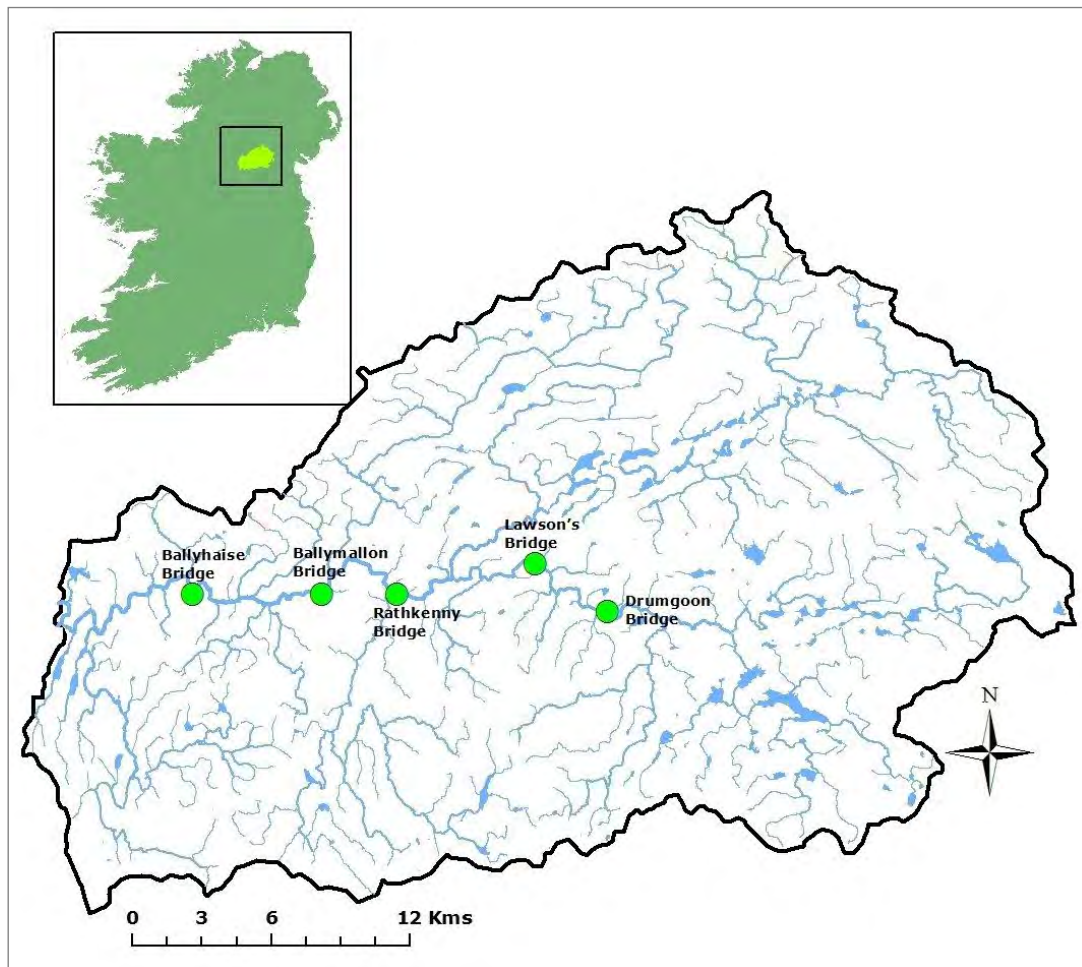 Lawson's
Bridge
Ballyhaise
Bridge
Ballymallon
Bridge
Rathkenny
Bridge
Drumgoon
Bridge
N
0 3 6 12 Kms